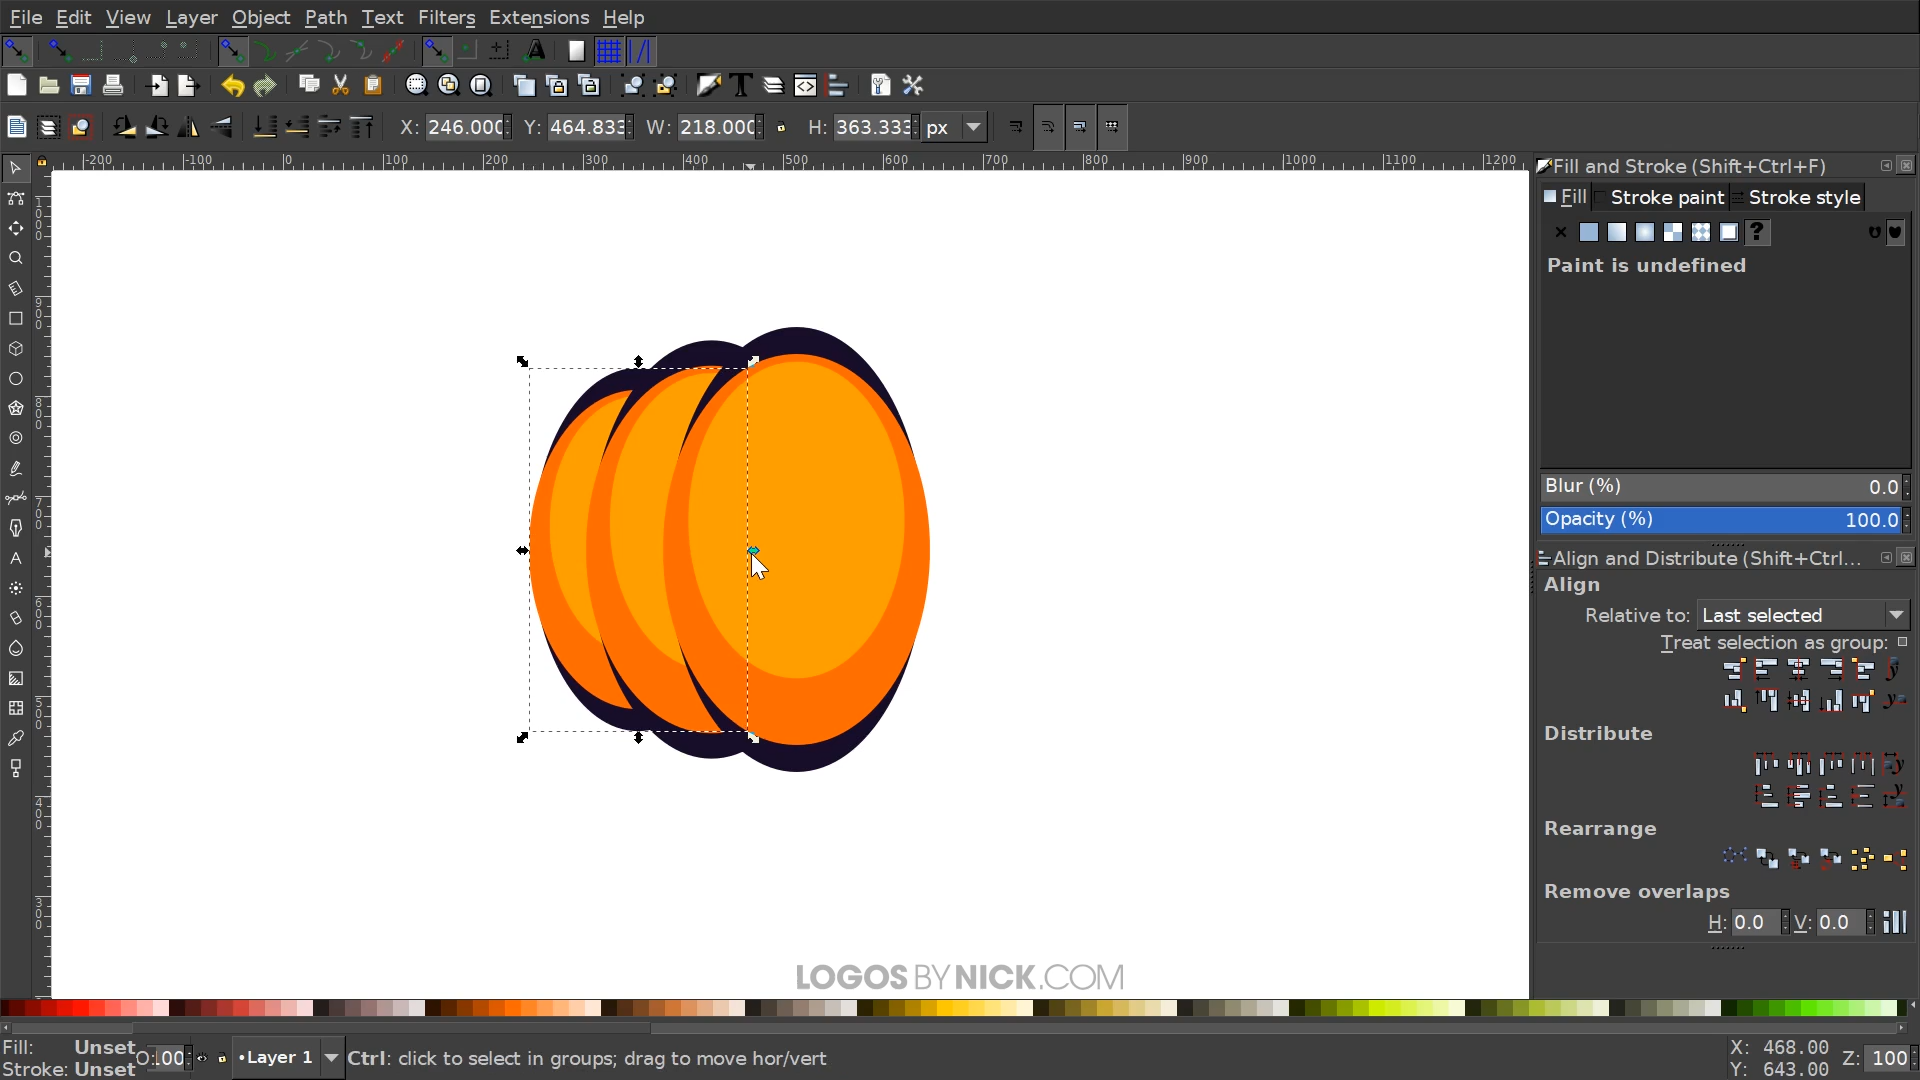 File Edit View Layer Object Path Text Filters Extensions Help
X: 246.000 Y: 464.833 W: 218.000 H: 363.333 px
-200 -100 0 100 200 300 400 500 600 700 800 900 1000 1100 1200
Fill and Stroke (Shift+Ctrl+F)
Fill Stroke paint Stroke style
?
Paint is undefined
Blur (%) 0.0
Opacity (%) 100.0
Align and Distribute (Shift+Ctrl...
Align
Relative to: Last selected
Treat selection as group:
Distribute
Rearrange
Remove overlaps
H: 0.0 V: 0.0
LOGOS BY NICK.COM
Fill: Unset
Stroke: Unset
O: 100
•Layer 1
Ctrl: click to select in groups; drag to move hor/vert
X: 468.00
Y: 643.00
Z: 100